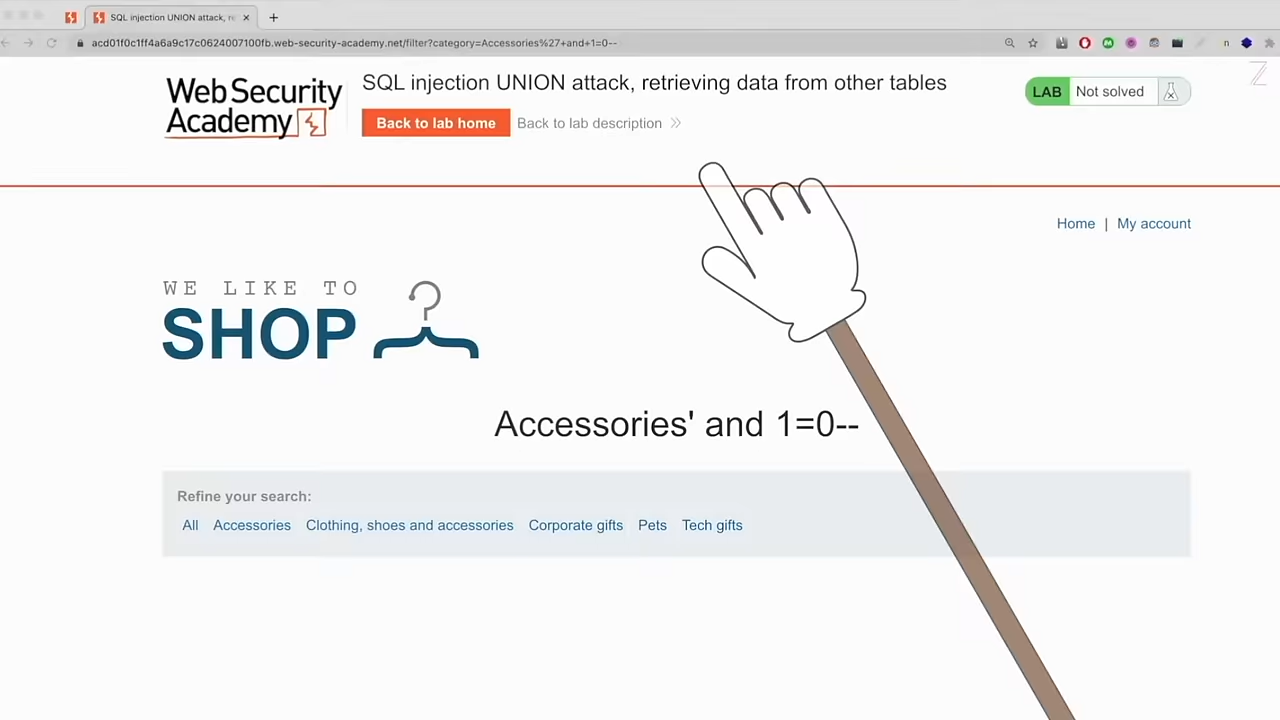 SQL injection UNION attack, re
acd01f0c1ff4a6a9c17c0624007100fb.web-security-academy.net/filter?category=Accessories%27+and+1=0--
Web Security
Academy
SQL injection UNION attack, retrieving data from other tables
Back to lab home
Back to lab description
LAB
Not solved
Home | My account
WE LIKE TO
SHOP
Accessories' and 1=0--
Refine your search:
All Accessories Clothing, shoes and accessories Corporate gifts Pets Tech gifts